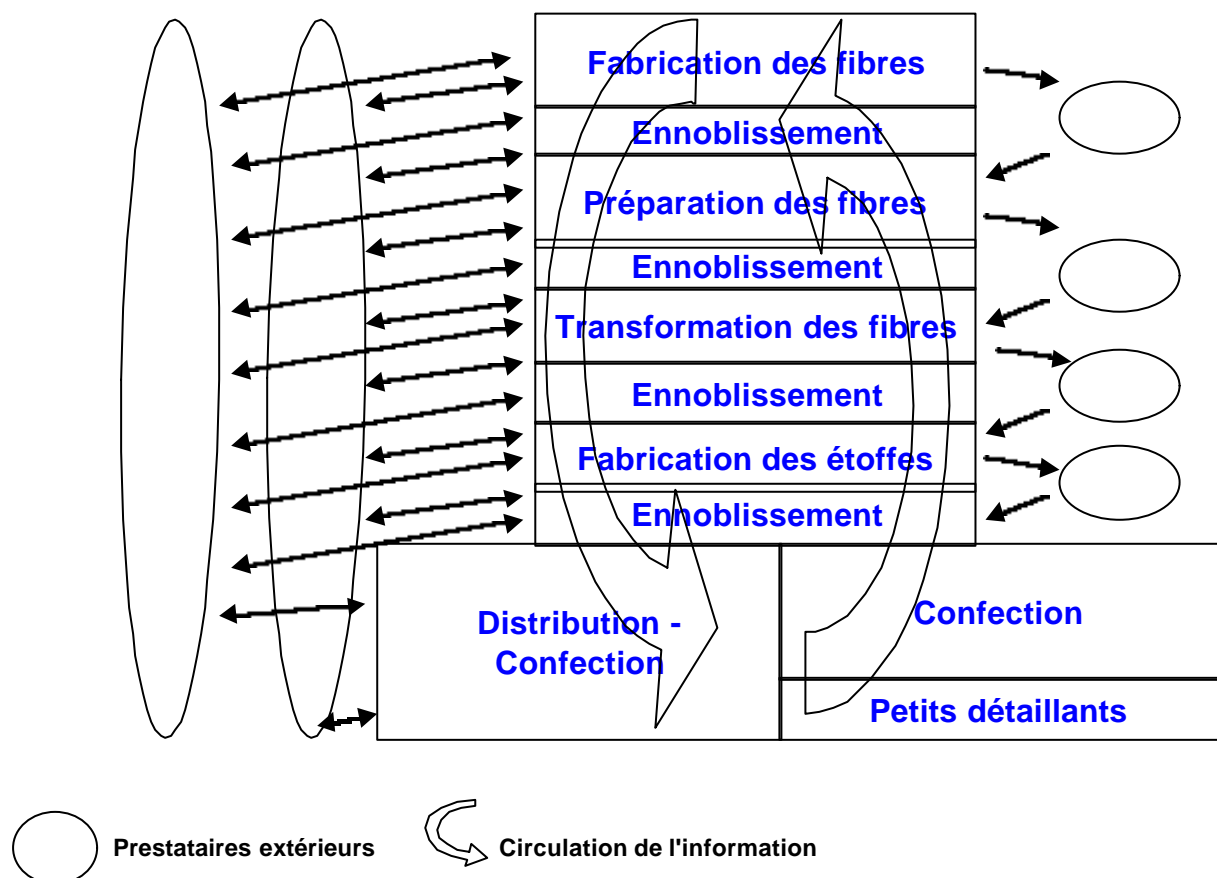 Fabrication des fibres
Ennoblissement
Préparation des fibres
Ennoblissement
Transformation des fibres
Ennoblissement
Fabrication des étoffes
Ennoblissement
Distribution -
Confection
Confection
Petits détaillants
Prestataires extérieurs
Circulation de l'information